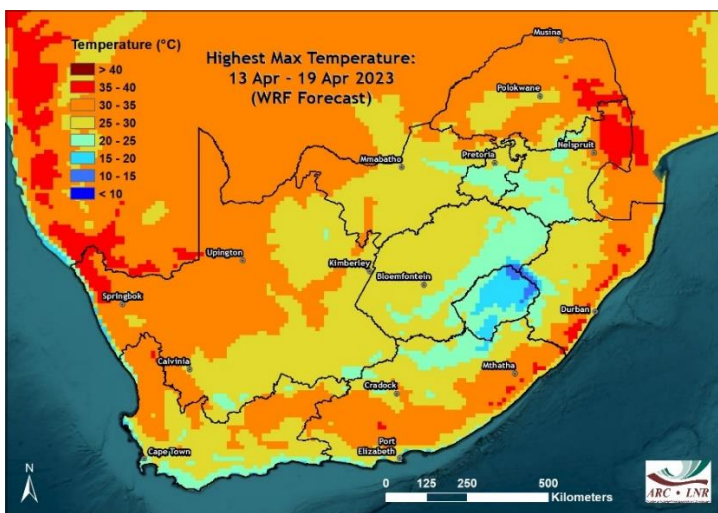 Temperature (°C)
> 40
35 - 40
30 - 35
25 - 30
20 - 25
15 - 20
10 - 15
< 10
Highest Max Temperature:
13 Apr - 19 Apr 2023
(WRF Forecast)
Musina
Polokwane
Mmabatho
Pretoria
Nelspruit
Upington
Kimberley
Bloemfontein
Springbok
Durban
Calvinia
Mthatha
Cradock
Cape Town
Port
Elizabeth
N
0 125 250 500
Kilometers
ARC • LNR